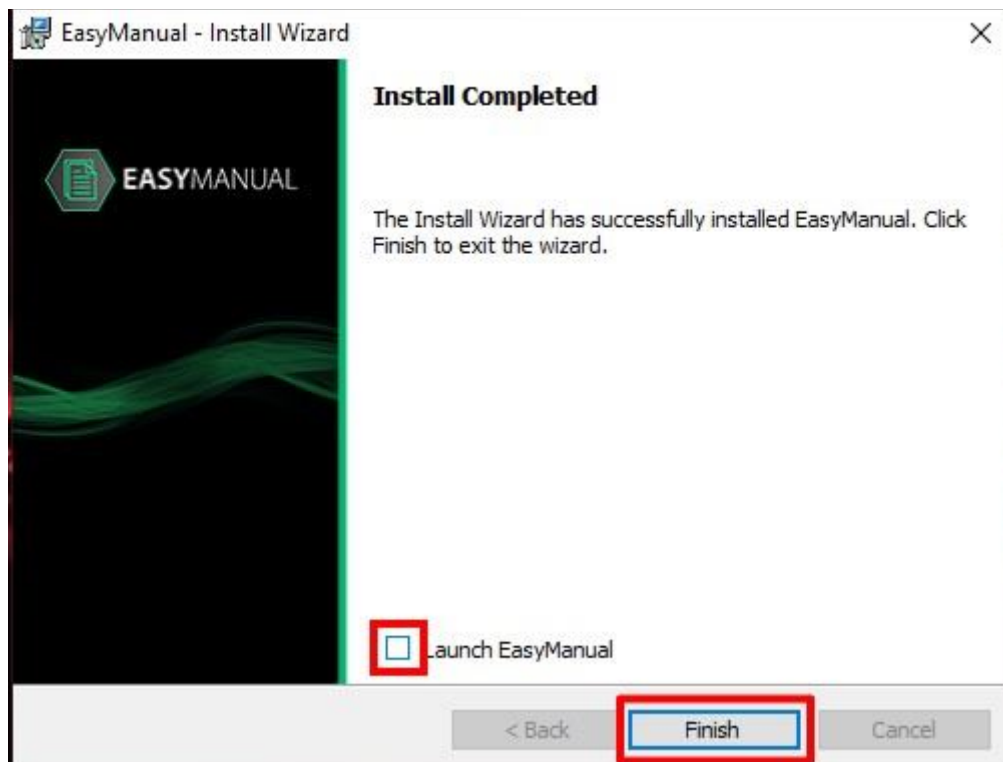 EasyManual - Install Wizard
EASYMANUAL
Install Completed
The Install Wizard has successfully installed EasyManual. Click
Finish to exit the wizard.
Launch EasyManual
< Back
Finish
Cancel